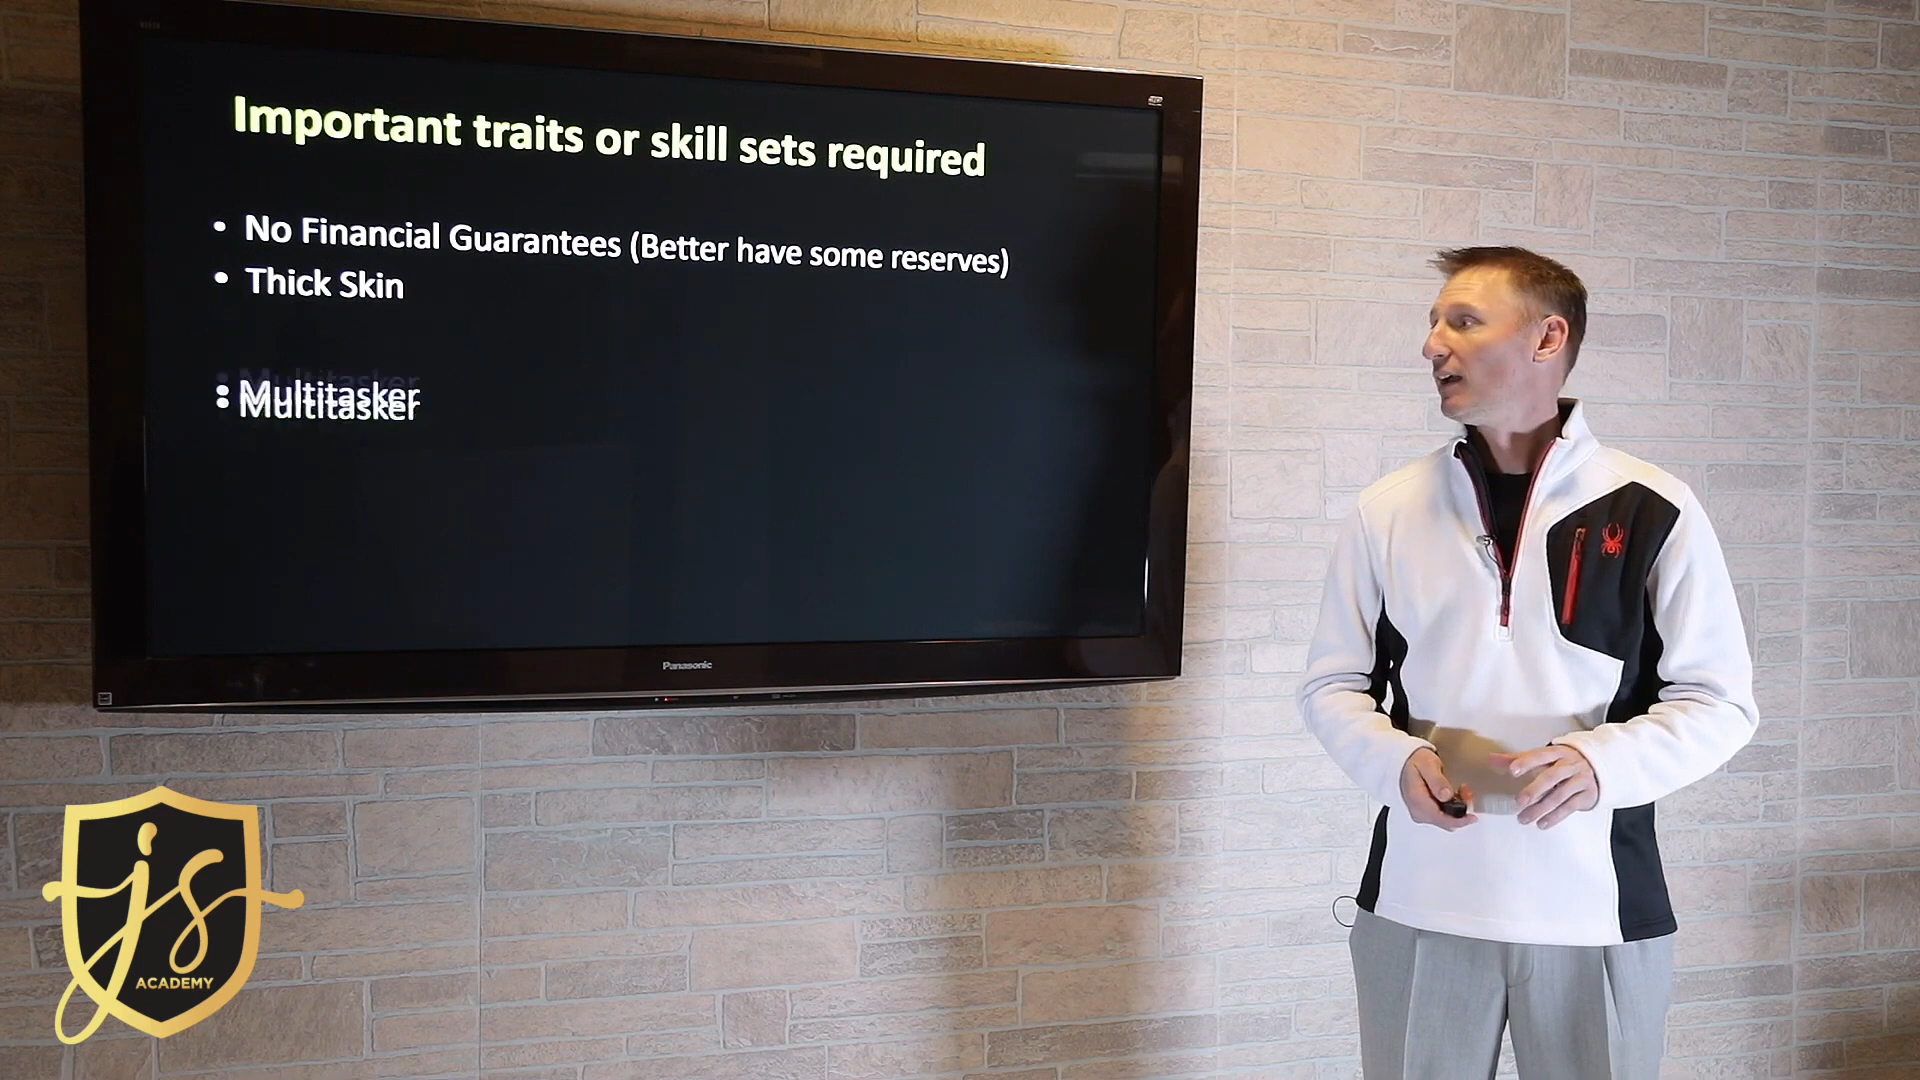 Important traits or skill sets required
• No Financial Guarantees (Better have some reserves)
• Thick Skin
• Multitasker
Panasonic
js
ACADEMY